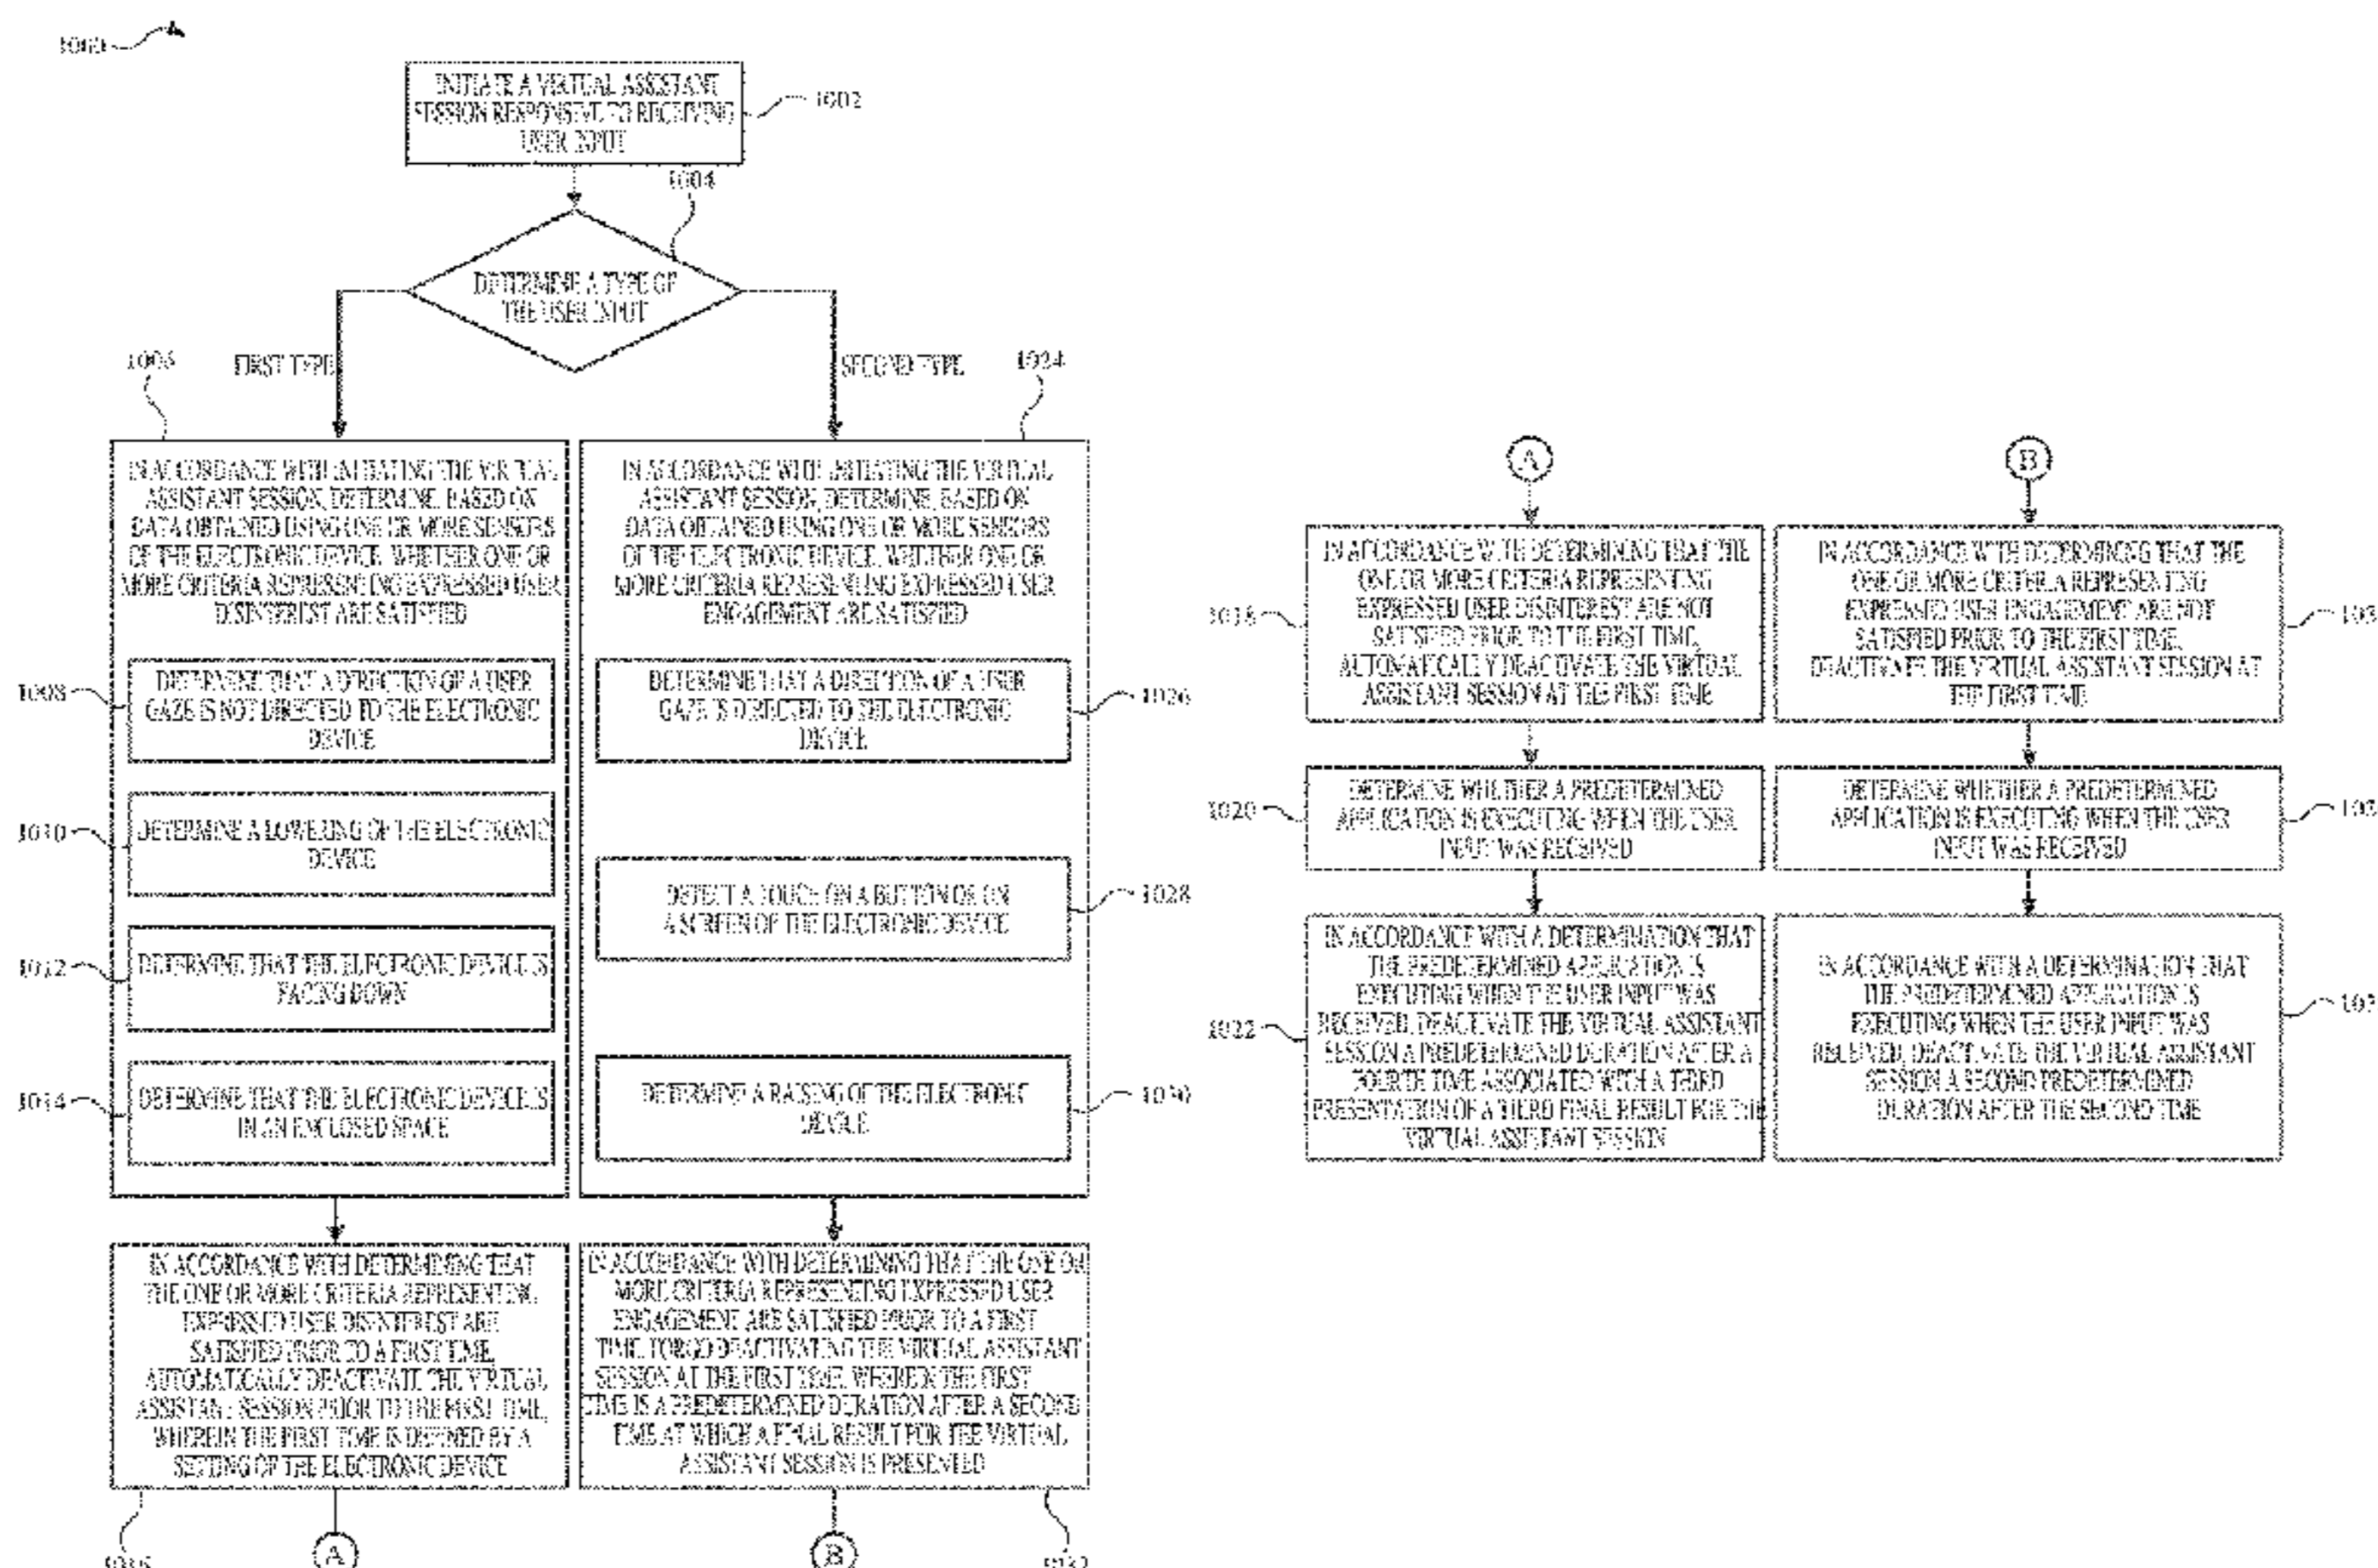 1000
INITIATE A VIRTUAL ASSISTANT
SESSION RESPONSIVE TO RECEIVING
USER INPUT
1002
1004
DETERMINE A TYPE OF
THE USER INPUT
FIRST TYPE
SECOND TYPE
1006
1024
IN ACCORDANCE WITH INITIATING THE VIRTUAL
ASSISTANT SESSION, DETERMINE, BASED ON
DATA OBTAINED USING ONE OR MORE SENSORS
OF THE ELECTRONIC DEVICE, WHETHER ONE OR
MORE CRITERIA REPRESENTING EXPRESSED USER
DISINTEREST ARE SATISFIED
1008
DETERMINE THAT A DIRECTION OF A USER
GAZE IS NOT DIRECTED TO THE ELECTRONIC
DEVICE
1010
DETERMINE A LOWERING OF THE ELECTRONIC
DEVICE
1012
DETERMINE THAT THE ELECTRONIC DEVICE IS
FACING DOWN
1014
DETERMINE THAT THE ELECTRONIC DEVICE IS
IN AN ENCLOSED SPACE
IN ACCORDANCE WITH INITIATING THE VIRTUAL
ASSISTANT SESSION, DETERMINE, BASED ON
DATA OBTAINED USING ONE OR MORE SENSORS
OF THE ELECTRONIC DEVICE, WHETHER ONE OR
MORE CRITERIA REPRESENTING EXPRESSED USER
ENGAGEMENT ARE SATISFIED
DETERMINE THAT A DIRECTION OF A USER
GAZE IS DIRECTED TO THE ELECTRONIC
DEVICE
1026
DETECT A TOUCH ON A BUTTON OR ON
A SCREEN OF THE ELECTRONIC DEVICE
1028
DETERMINE A RAISING OF THE ELECTRONIC
DEVICE
1030
IN ACCORDANCE WITH DETERMINING THAT
THE ONE OR MORE CRITERIA REPRESENTING
EXPRESSED USER DISINTEREST ARE
SATISFIED PRIOR TO A FIRST TIME,
AUTOMATICALLY DEACTIVATE THE VIRTUAL
ASSISTANT SESSION PRIOR TO THE FIRST TIME,
WHEREIN THE FIRST TIME IS DEFINED BY A
SETTING OF THE ELECTRONIC DEVICE
1016
A
IN ACCORDANCE WITH DETERMINING THAT THE ONE OR
MORE CRITERIA REPRESENTING EXPRESSED USER
ENGAGEMENT ARE SATISFIED PRIOR TO A FIRST
TIME, FORGO DEACTIVATING THE VIRTUAL ASSISTANT
SESSION AT THE FIRST TIME, WHEREIN THE FIRST
TIME IS A PREDETERMINED DURATION AFTER A SECOND
TIME AT WHICH A FINAL RESULT FOR THE VIRTUAL
ASSISTANT SESSION IS PRESENTED
1032
B
A
1018
IN ACCORDANCE WITH DETERMINING THAT THE
ONE OR MORE CRITERIA REPRESENTING
EXPRESSED USER DISINTEREST ARE NOT
SATISFIED PRIOR TO THE FIRST TIME,
AUTOMATICALLY DEACTIVATE THE VIRTUAL
ASSISTANT SESSION AT THE FIRST TIME
1020
DETERMINE WHETHER A PREDETERMINED
APPLICATION IS EXECUTING WHEN THE USER
INPUT WAS RECEIVED
1022
IN ACCORDANCE WITH A DETERMINATION THAT
THE PREDETERMINED APPLICATION IS
EXECUTING WHEN THE USER INPUT WAS
RECEIVED, DEACTIVATE THE VIRTUAL ASSISTANT
SESSION A PREDETERMINED DURATION AFTER A
FOURTH TIME ASSOCIATED WITH A THIRD
PRESENTATION OF A THIRD FINAL RESULT FOR THE
VIRTUAL ASSISTANT SESSION
B
IN ACCORDANCE WITH DETERMINING THAT THE
ONE OR MORE CRITERIA REPRESENTING
EXPRESSED USER ENGAGEMENT ARE NOT
SATISFIED PRIOR TO THE FIRST TIME,
DEACTIVATE THE VIRTUAL ASSISTANT SESSION AT
THE FIRST TIME
103
DETERMINE WHETHER A PREDETERMINED
APPLICATION IS EXECUTING WHEN THE USER
INPUT WAS RECEIVED
103
IN ACCORDANCE WITH A DETERMINATION THAT
THE PREDETERMINED APPLICATION IS
EXECUTING WHEN THE USER INPUT WAS
RECEIVED, DEACTIVATE THE VIRTUAL ASSISTANT
SESSION A SECOND PREDETERMINED
DURATION AFTER THE SECOND TIME
103